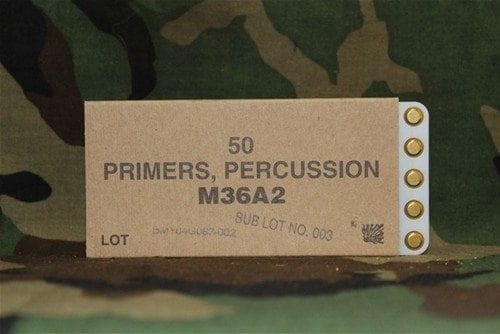 50
PRIMERS, PERCUSSION
M36A2
SUB LOT NO. 003
LOT